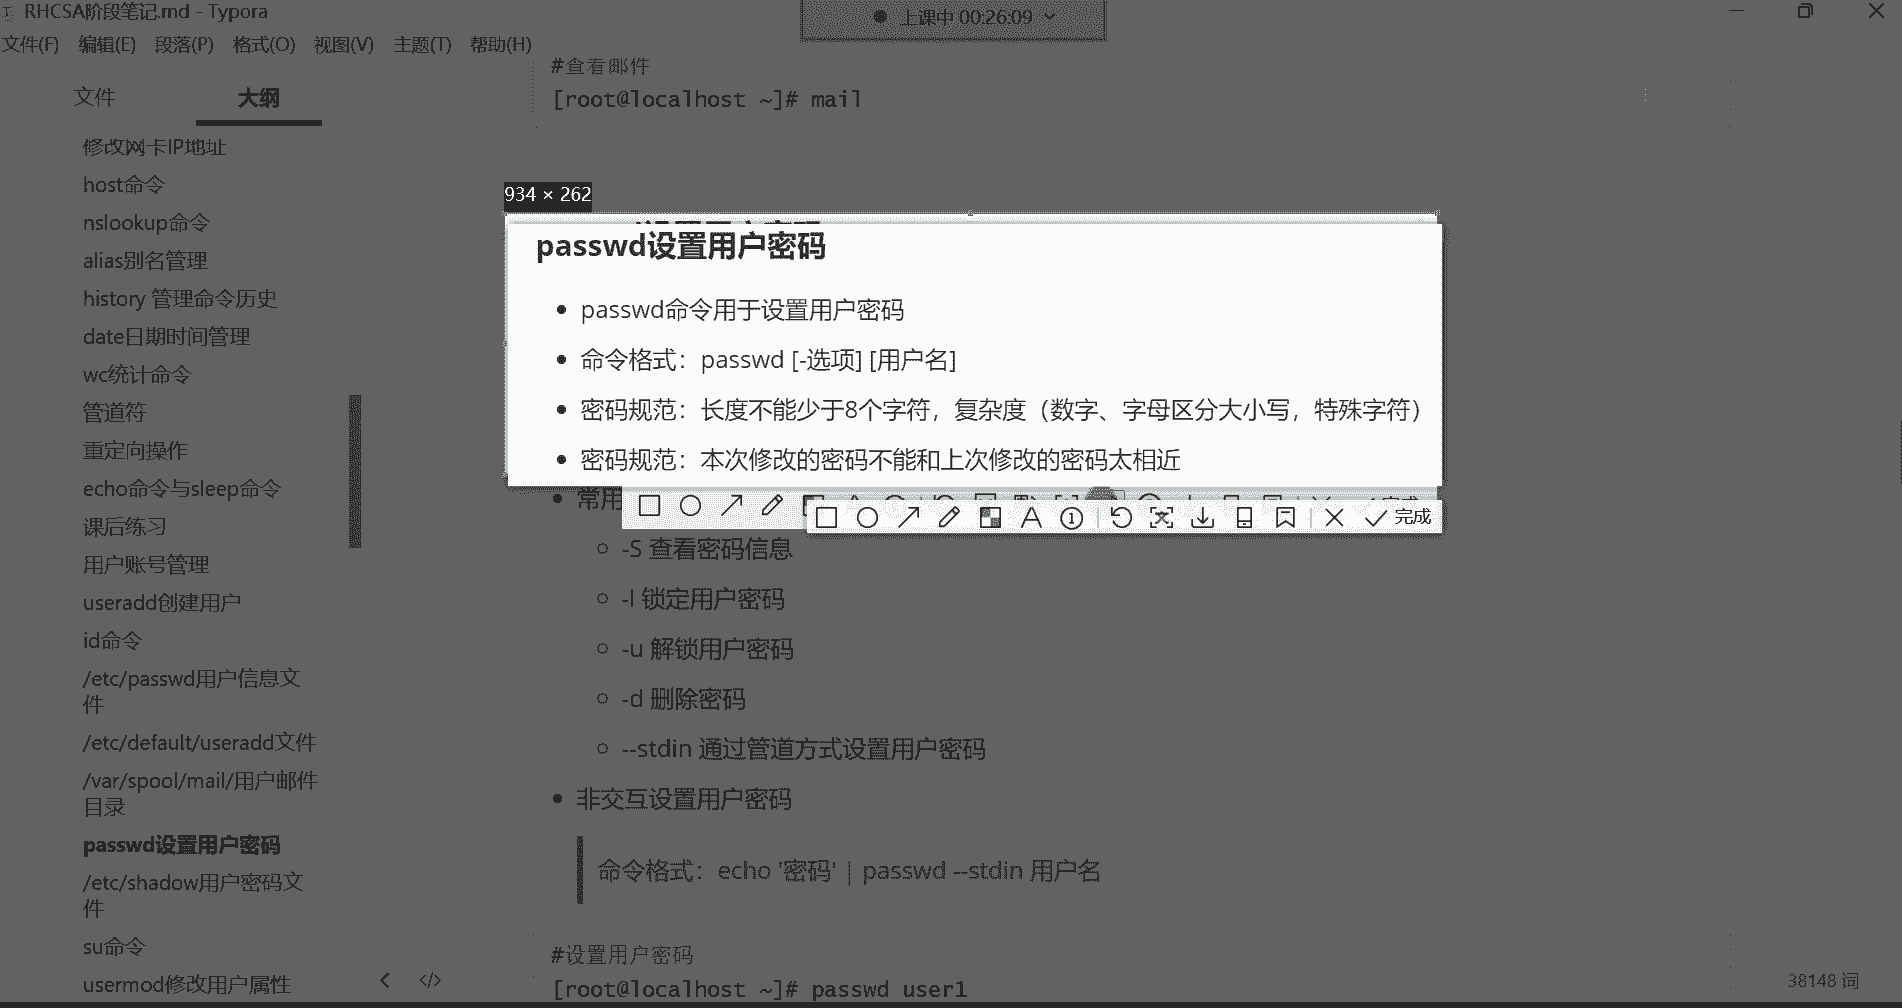 RHCSA阶段笔记.md - Typora
上课中 00:26:09
文件(F) 编辑(E) 段落(P) 格式(O) 视图(V) 主题(T) 帮助(H)
文件 大纲
修改网卡IP地址
host命令
nslookup命令
alias别名管理
history 管理命令历史
date日期时间管理
wc统计命令
管道符
重定向操作
echo命令与sleep命令
课后练习
用户账号管理
useradd创建用户
id命令
/etc/passwd用户信息文
件
/etc/default/useradd文件
/var/spool/mail/用户邮件
目录
passwd设置用户密码
/etc/shadow用户密码文
件
su命令
usermod修改用户属性
#查看邮件
[root@localhost ~]# mail
934 × 262
passwd设置用户密码
passwd命令用于设置用户密码
命令格式：passwd [-选项] [用户名]
密码规范：长度不能少于8个字符，复杂度（数字、字母区分大小写，特殊字符）
密码规范：本次修改的密码不能和上次修改的密码太相近
常用
完成
-S 查看密码信息
-l 锁定用户密码
-u 解锁用户密码
-d 删除密码
--stdin 通过管道方式设置用户密码
非交互设置用户密码
命令格式：echo '密码' | passwd --stdin 用户名
#设置用户密码
[root@localhost ~]# passwd user1
38148 词